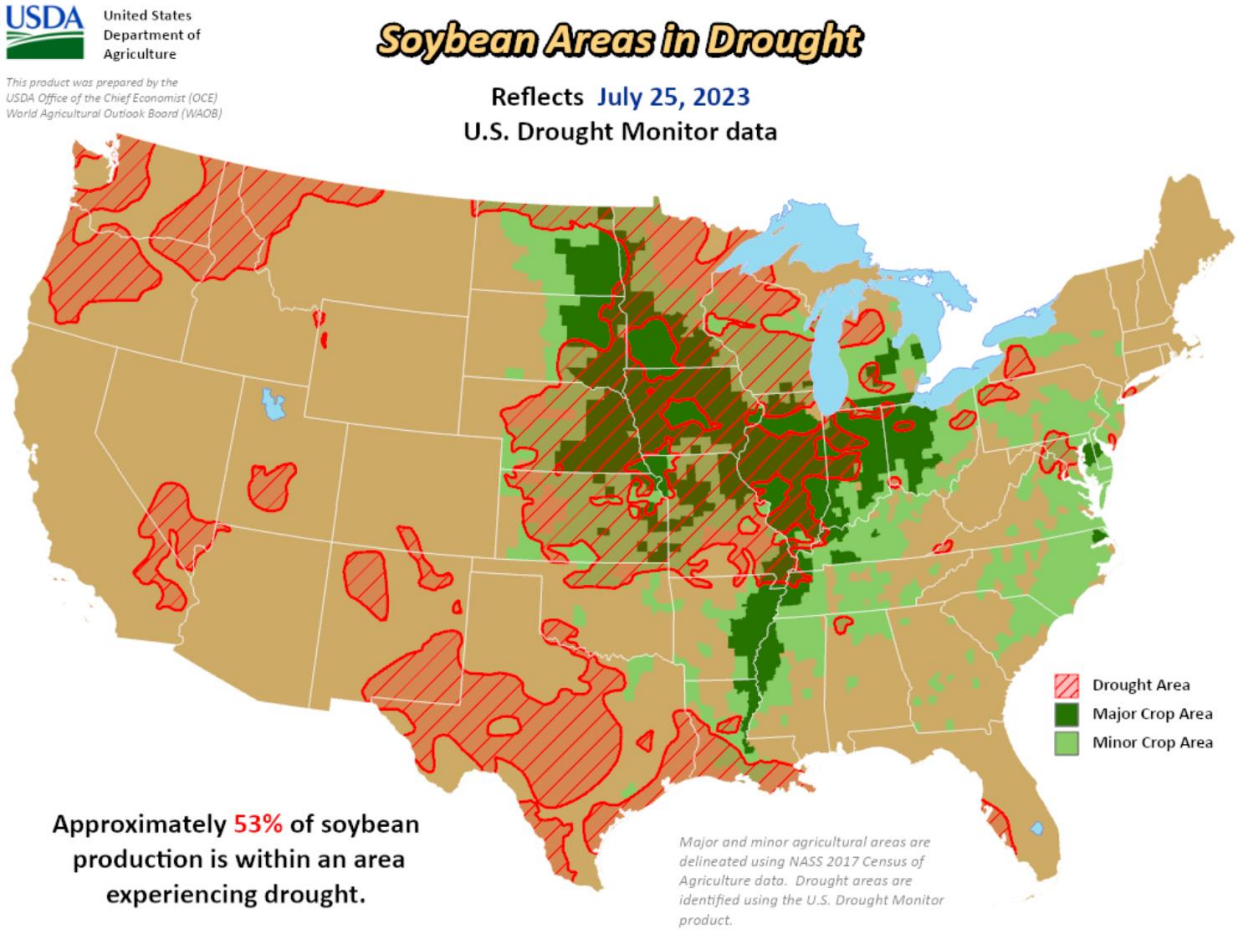 USDA
United States
Department of
Agriculture
This product was prepared by the
USDA Office of the Chief Economist (OCE)
World Agricultural Outlook Board (WAOB)
Soybean Areas in Drought
Reflects July 25, 2023
U.S. Drought Monitor data
Drought Area
Major Crop Area
Minor Crop Area
Approximately 53% of soybean
production is within an area
experiencing drought.
Major and minor agricultural areas are
delineated using NASS 2017 Census of
Agriculture data. Drought areas are
identified using the U.S. Drought Monitor
product.